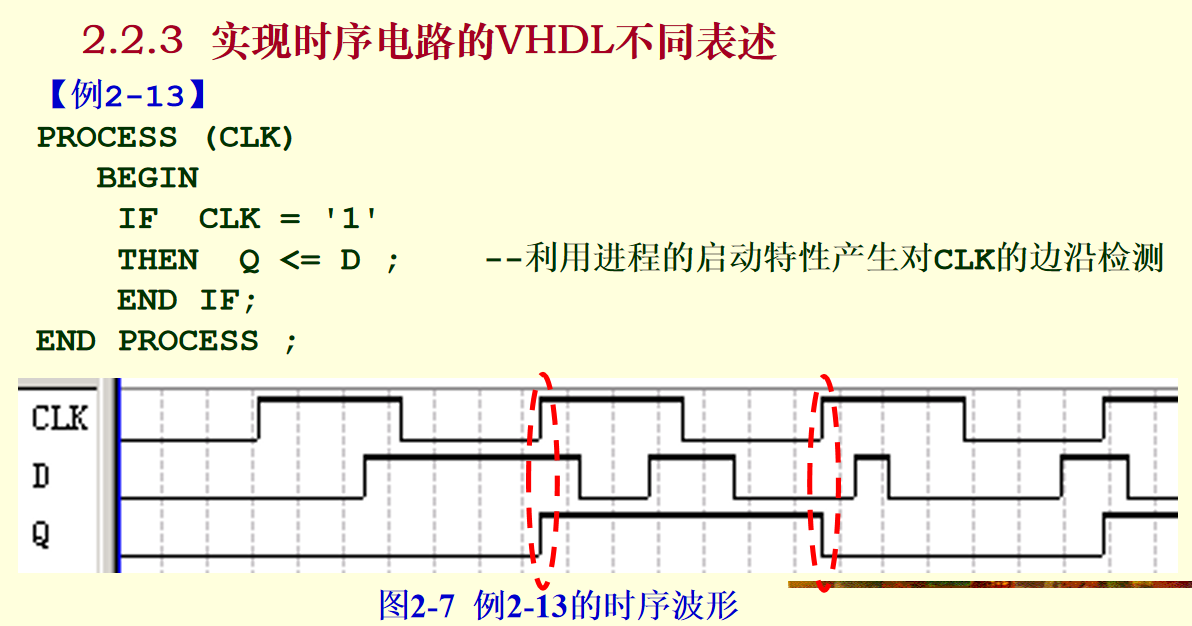 2.2.3 实现时序电路的VHDL不同表述
【例2-13】
PROCESS (CLK)
BEGIN
IF CLK = '1'
THEN Q <= D ; --利用进程的启动特性产生对CLK的边沿检测
END IF;
END PROCESS ;
CLK
D
Q
图2-7 例2-13的时序波形